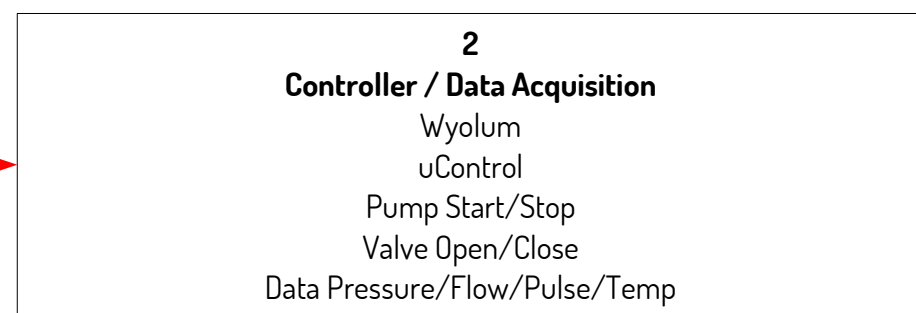 2
Controller / Data Acquisition
Wyolum
uControl
Pump Start/Stop
Valve Open/Close
Data Pressure/Flow/Pulse/Temp